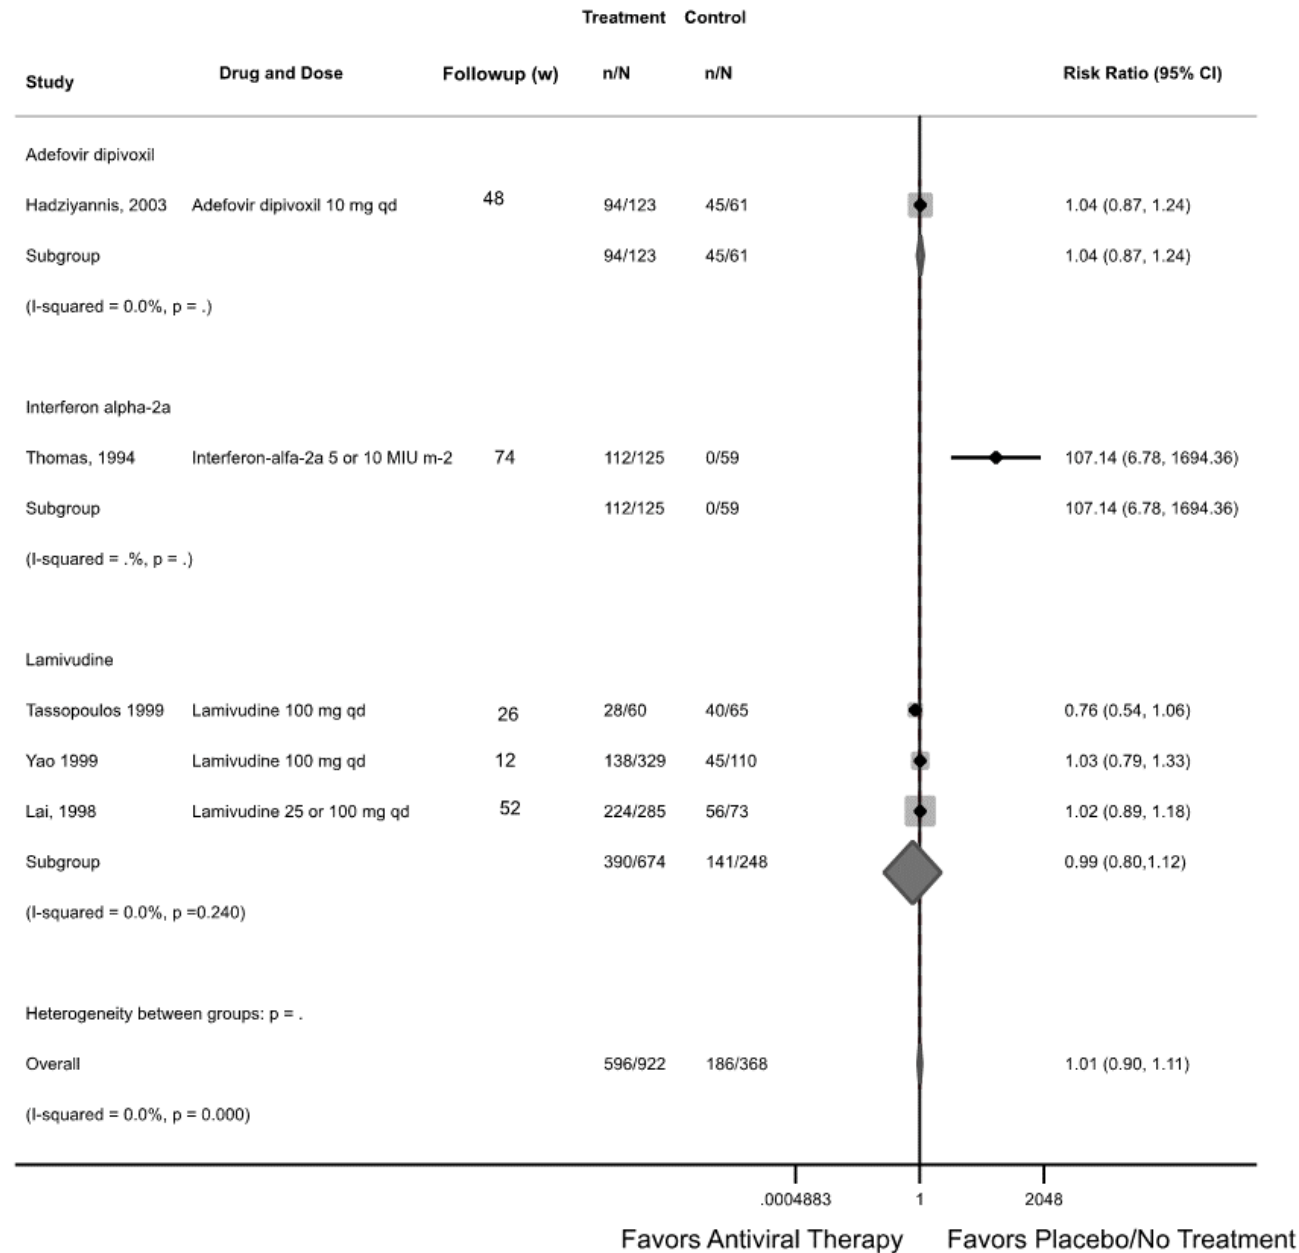 Treatment Control
Study Drug and Dose Followup (w) n/N n/N Risk Ratio (95% CI)
Adefovir dipivoxil
Hadziyannis, 2003 Adefovir dipivoxil 10 mg qd 48 94/123 45/61 1.04 (0.87, 1.24)
Subgroup 94/123 45/61 1.04 (0.87, 1.24)
(I-squared = 0.0%, p = .)
Interferon alpha-2a
Thomas, 1994 Interferon-alfa-2a 5 or 10 MIU m-2 74 112/125 0/59 107.14 (6.78, 1694.36)
Subgroup 112/125 0/59 107.14 (6.78, 1694.36)
(I-squared = .%, p = .)
Lamivudine
Tassopoulos 1999 Lamivudine 100 mg qd 26 28/60 40/65 0.76 (0.54, 1.06)
Yao 1999 Lamivudine 100 mg qd 12 138/329 45/110 1.03 (0.79, 1.33)
Lai, 1998 Lamivudine 25 or 100 mg qd 52 224/285 56/73 1.02 (0.89, 1.18)
Subgroup 390/674 141/248 0.99 (0.80,1.12)
(I-squared = 0.0%, p =0.240)
Heterogeneity between groups: p = .
Overall 596/922 186/368 1.01 (0.90, 1.11)
(I-squared = 0.0%, p = 0.000)
.0004883 1 2048
Favors Antiviral Therapy Favors Placebo/No Treatment